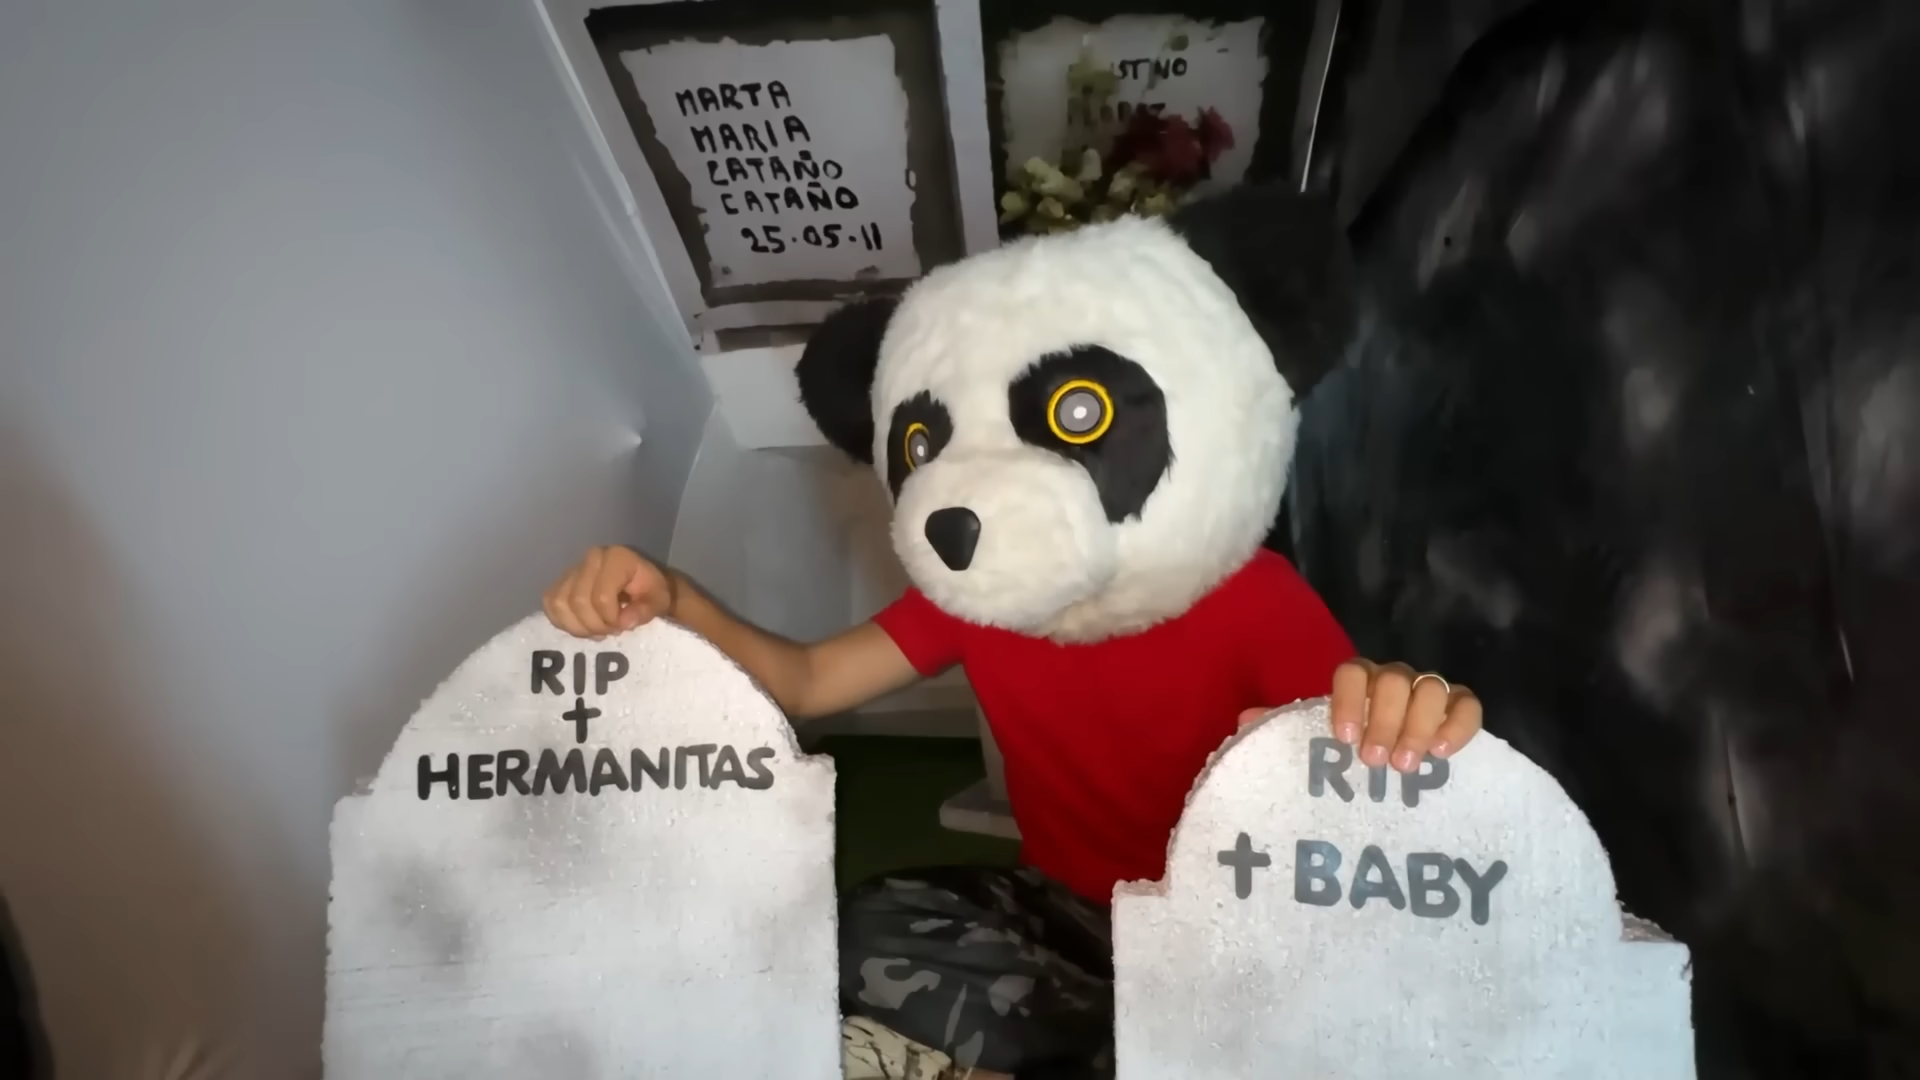 MARTA
MARIA
CATAÑO
CATAÑO
25·05·11
RIP
HERMANITAS
RIP
BABY